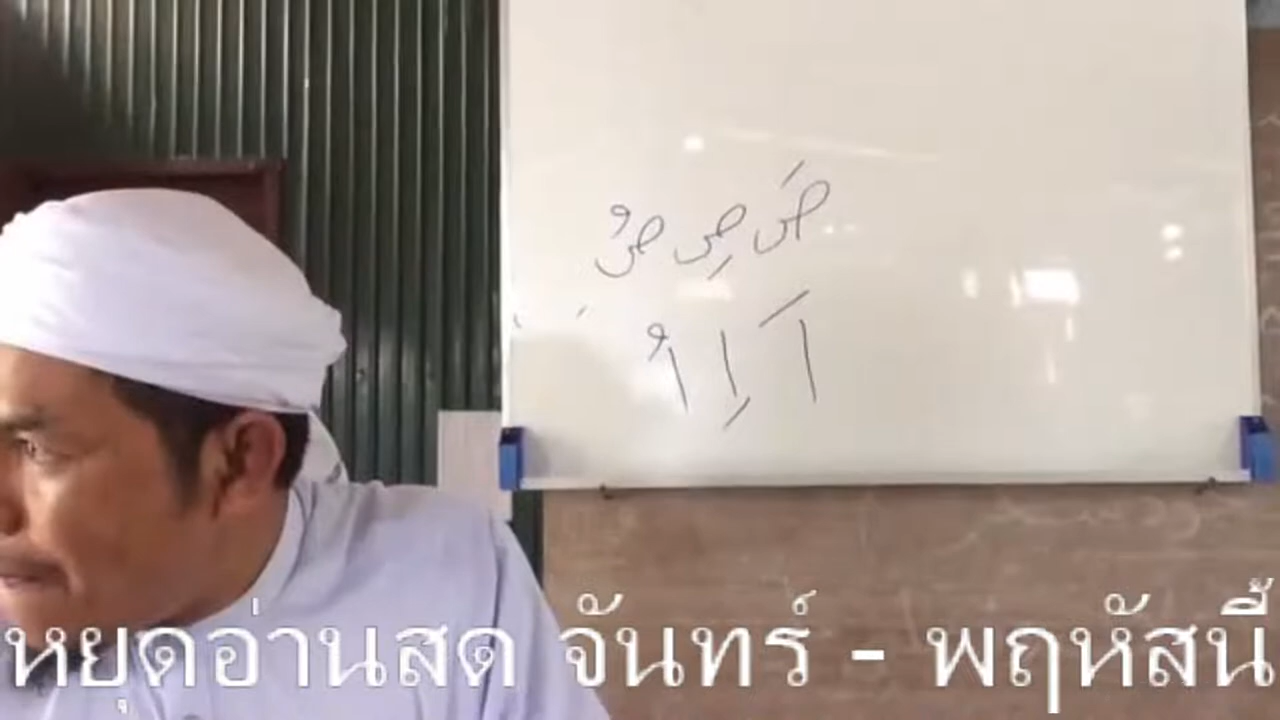 صَ صِ صُ
اَ اِ اُ
หยุดอ่านสด จันทร์ - พฤหัสนี้